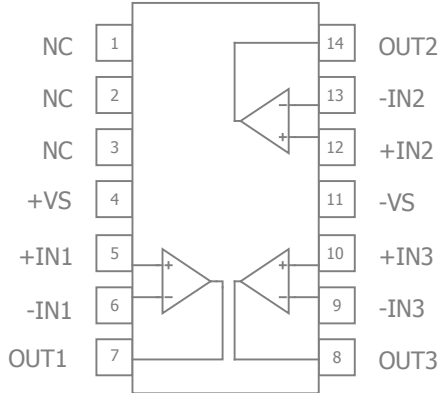 NC 1 14 OUT2
NC 2 13 -IN2
NC 3 12 +IN2
+VS 4 11 -VS
+IN1 5 10 +IN3
-IN1 6 9 -IN3
OUT1 7 8 OUT3